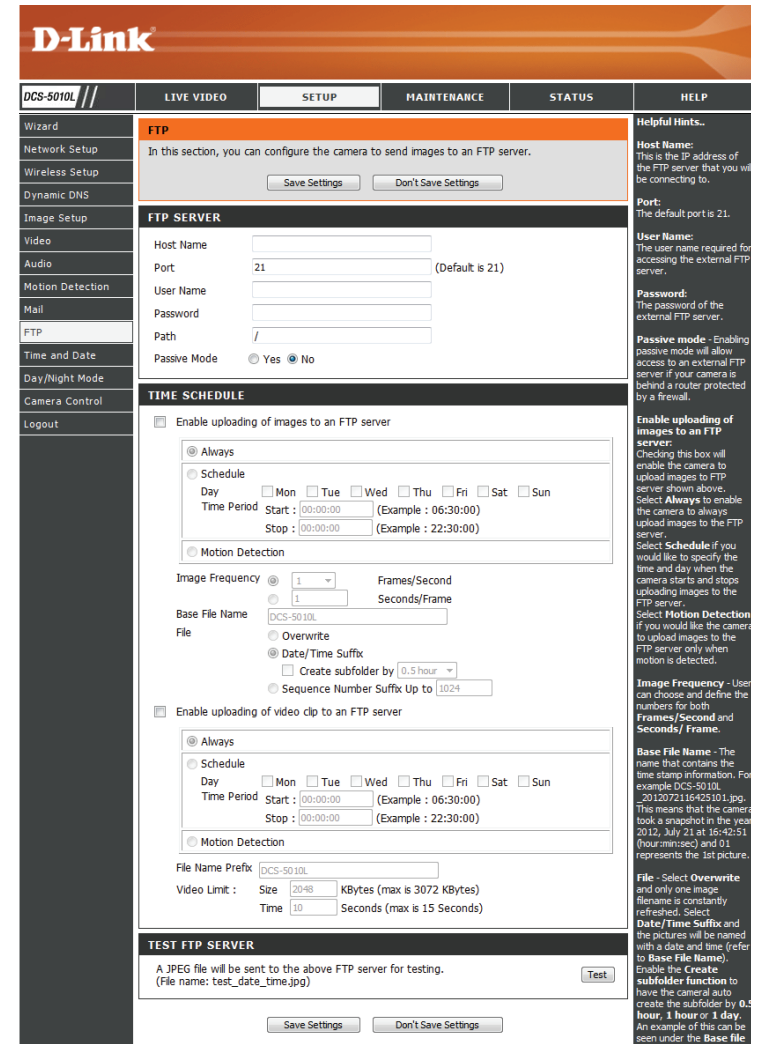 D-Link
DCS-5010L
LIVE VIDEO
SETUP
MAINTENANCE
STATUS
HELP
Wizard
Network Setup
Wireless Setup
Dynamic DNS
Image Setup
Video
Audio
Motion Detection
Mail
FTP
Time and Date
Day/Night Mode
Camera Control
Logout
FTP
In this section, you can configure the camera to send images to an FTP server.
Save Settings Don't Save Settings
FTP SERVER
Host Name
Port 21 (Default is 21)
User Name
Password
Path /
Passive Mode Yes No
TIME SCHEDULE
Enable uploading of images to an FTP server
Always
Schedule
Day Mon Tue Wed Thu Fri Sat Sun
Time Period Start : 00:00:00 (Example : 06:30:00)
Stop : 00:00:00 (Example : 22:30:00)
Motion Detection
Image Frequency 1 Frames/Second
1 Seconds/Frame
Base File Name DCS-5010L
File Overwrite
Date/Time Suffix
Create subfolder by 0.5 hour
Sequence Number Suffix Up to 1024
Enable uploading of video clip to an FTP server
Always
Schedule
Day Mon Tue Wed Thu Fri Sat Sun
Time Period Start : 00:00:00 (Example : 06:30:00)
Stop : 00:00:00 (Example : 22:30:00)
Motion Detection
File Name Prefix DCS-5010L
Video Limit : Size 2048 KBytes (max is 3072 KBytes)
Time 10 Seconds (max is 15 Seconds)
TEST FTP SERVER
A JPEG file will be sent to the above FTP server for testing.
(File name: test_date_time.jpg)
Test
Save Settings Don't Save Settings
Helpful Hints..
Host Name:
This is the IP address of
the FTP server that you wil
be connecting to.
Port:
The default port is 21.
User Name:
The user name required for
accessing the external FTP
server.
Password:
The password of the
external FTP server.
Passive mode - Enabling
passive mode will allow
access to an external FTP
server if your camera is
behind a router protected
by a firewall.
Enable uploading of
images to an FTP
server:
Checking this box will
enable the camera to
upload images to FTP
server shown above.
Select Always to enable
the camera to always
upload images to the FTP
server.
Select Schedule if you
would like to specify the
time and day when the
camera starts and stops
uploading images to the
FTP server.
Select Motion Detection
if you would like the camera
to upload images to the
FTP server only when
motion is detected.
Image Frequency - User
can choose and define the
numbers for both
Frames/Second and
Seconds/ Frame.
Base File Name - The
name that contains the
time stamp information. For
example DCS-5010L
_2012072116425101.jpg.
This means that the camera
took a snapshot in the year
2012, July 21 at 16:42:51
(hour:min:sec) and 01
represents the 1st picture.
File - Select Overwrite
and only one image
filename is constantly
refreshed. Select
Date/Time Suffix and
the pictures will be named
with a date and time (refer
to Base File Name).
Enable the Create
subfolder function to
have the cameral auto
create the subfolder by 0.5
hour, 1 hour or 1 day.
An example of this can be
seen under the Base file